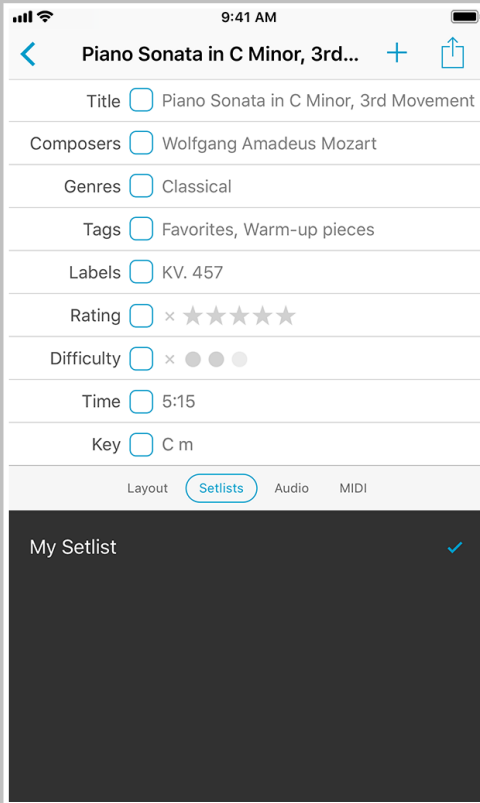 9:41 AM
Piano Sonata in C Minor, 3rd...
Title Piano Sonata in C Minor, 3rd Movement
Composers Wolfgang Amadeus Mozart
Genres Classical
Tags Favorites, Warm-up pieces
Labels KV. 457
Rating × ★★★★★
Difficulty ×
Time 5:15
Key C m
Layout Setlists Audio MIDI
My Setlist